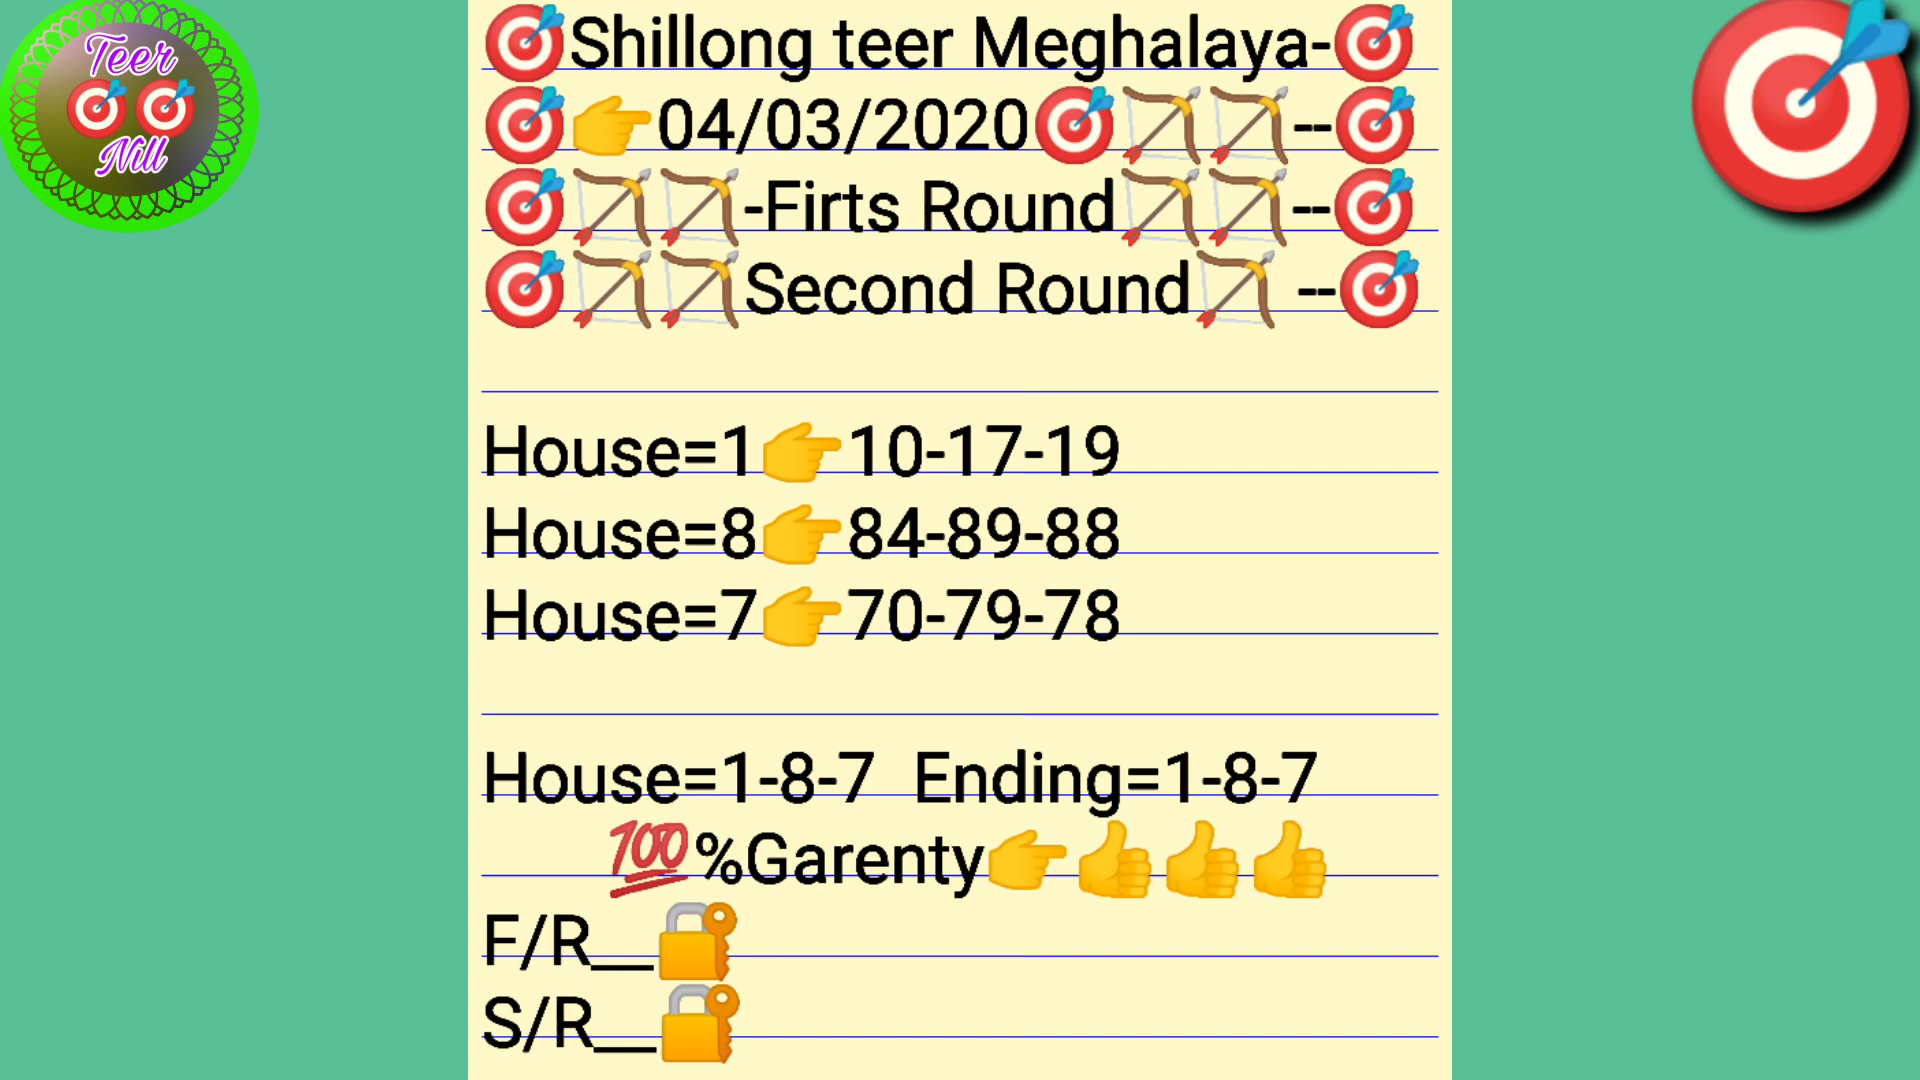 Teer
Nill
🎯Shillong teer Meghalaya-🎯
🎯👉04/03/2020🎯🏹🏹--🎯
🎯🏹🏹-Firts Round🏹🏹--🎯
🎯🏹🏹Second Round🏹 --🎯
House=1👉10-17-19
House=8👉84-89-88
House=7👉70-79-78
House=1-8-7  Ending=1-8-7
💯%Garenty👉👍👍👍
F/R__🔐
S/R__🔐